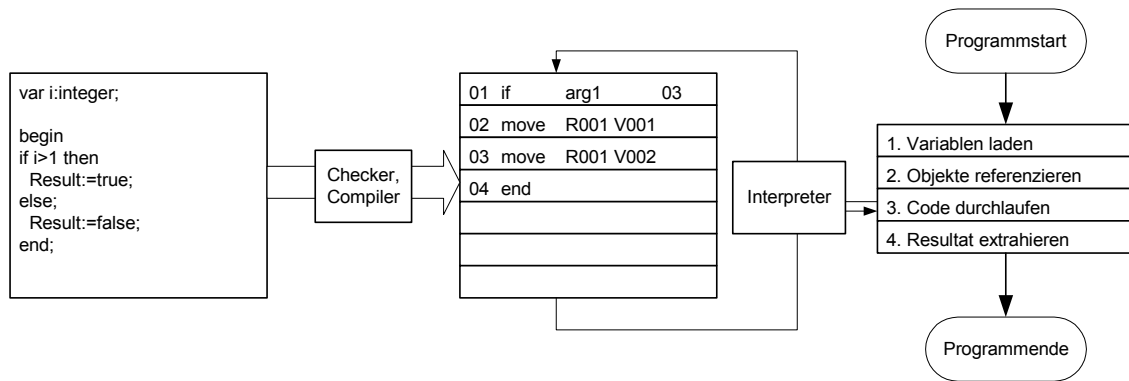 var i:integer;
begin
if i>1 then
Result:=true;
else;
Result:=false;
end;
Checker,
Compiler
01 if arg1 03
02 move R001 V001
03 move R001 V002
04 end
Interpreter
Programmstart
1. Variablen laden
2. Objekte referenzieren
3. Code durchlaufen
4. Resultat extrahieren
Programmende